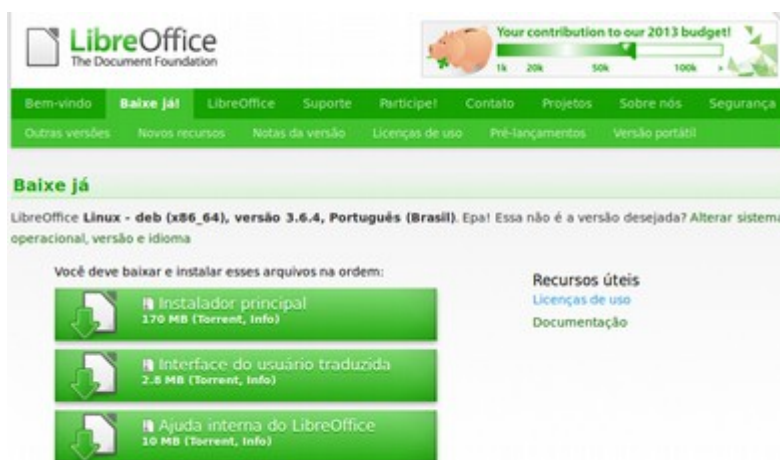 LibreOffice
The Document Foundation
Your contribution to our 2013 budget!
1k 20k 50k 100k >
Bem-vindo Baixe já! LibreOffice Suporte Participe! Contato Projetos Sobre nós Segurança
Outras versões Novos recursos Notas da versão Licenças de uso Pré-lançamentos Versão portátil
Baixe já
LibreOffice Linux - deb (x86_64), versão 3.6.4, Português (Brasil). Epa! Essa não é a versão desejada? Alterar sistema
operacional, versão e idioma
Você deve baixar e instalar esses arquivos na ordem:
Recursos úteis
Licenças de uso
Documentação
Instalador principal
170 MB (Torrent, Info)
Interface do usuário traduzida
2.8 MB (Torrent, Info)
Ajuda interna do LibreOffice
10 MB (Torrent, Info)